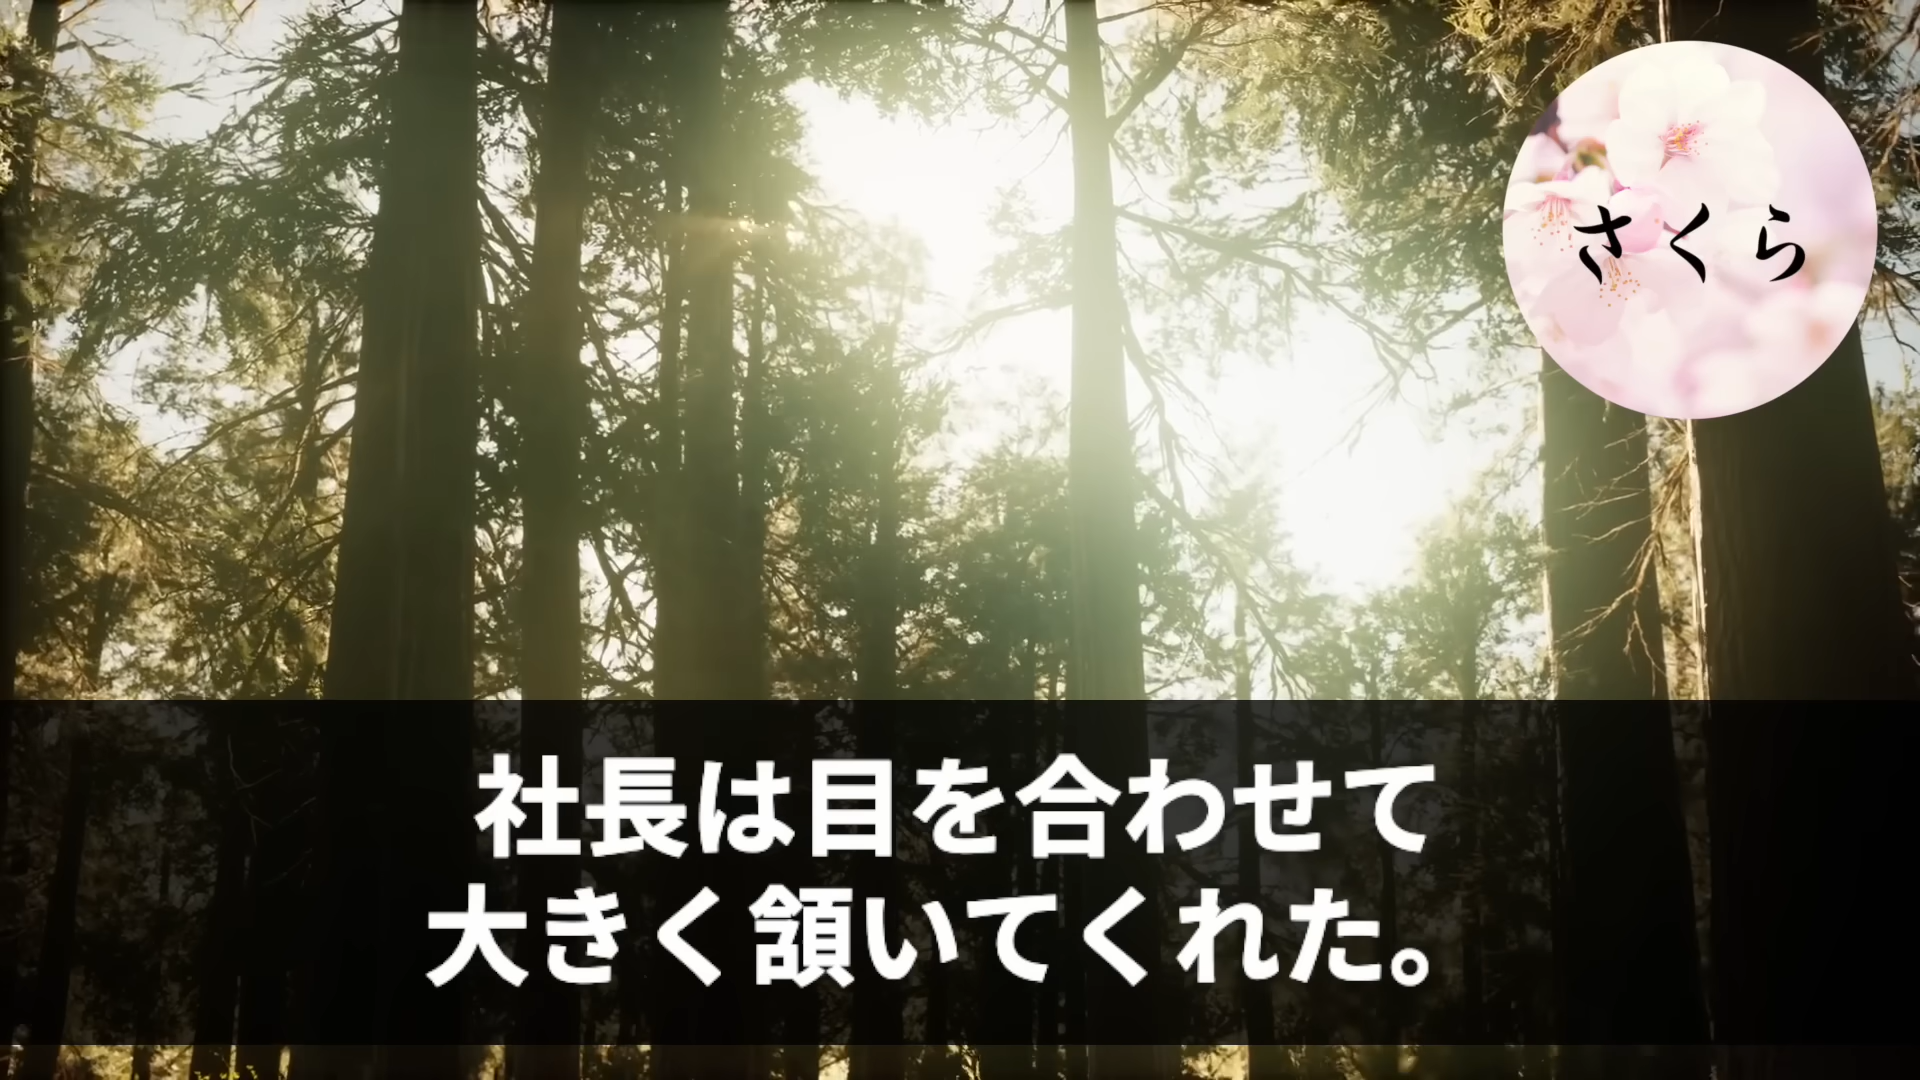 さくら
社長は目を合わせて
大きく頷いてくれた。